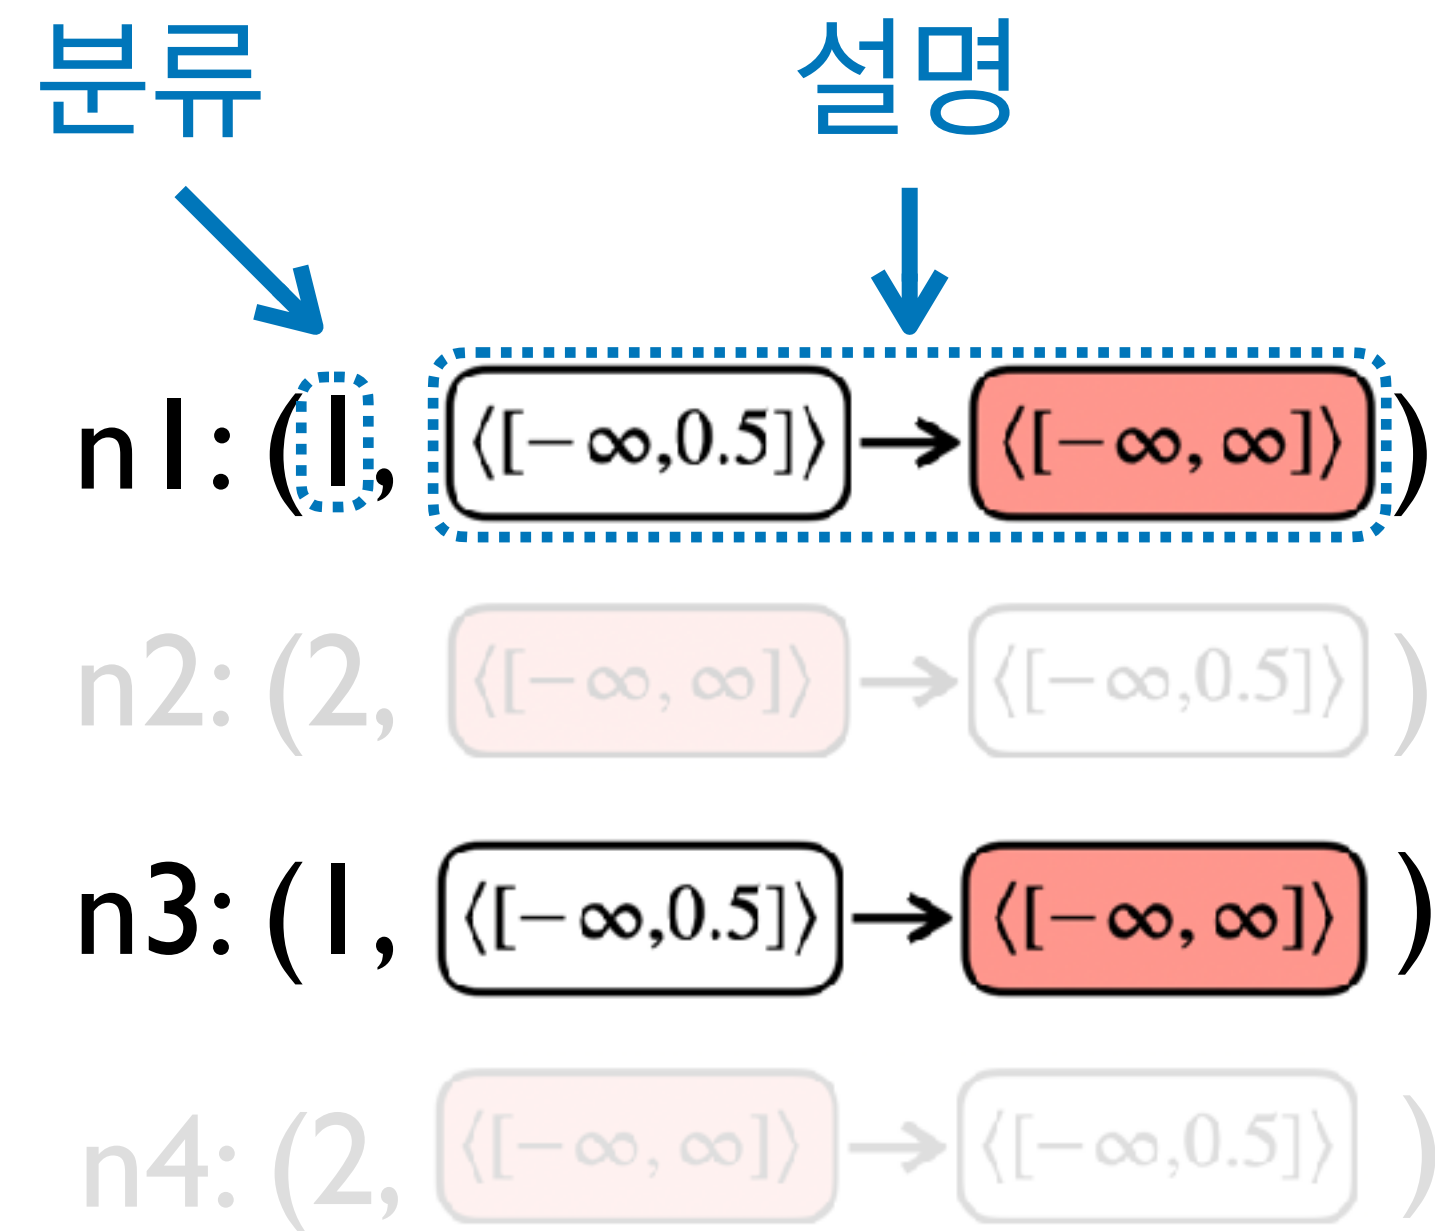 분류 설명
n1: (1, ⟨[−∞,0.5]⟩ → ⟨[−∞, ∞]⟩ )
n2: (2, ⟨[−∞, ∞]⟩ → ⟨[−∞,0.5]⟩ )
n3: (1, ⟨[−∞,0.5]⟩ → ⟨[−∞, ∞]⟩ )
n4: (2, ⟨[−∞, ∞]⟩ → ⟨[−∞,0.5]⟩ )